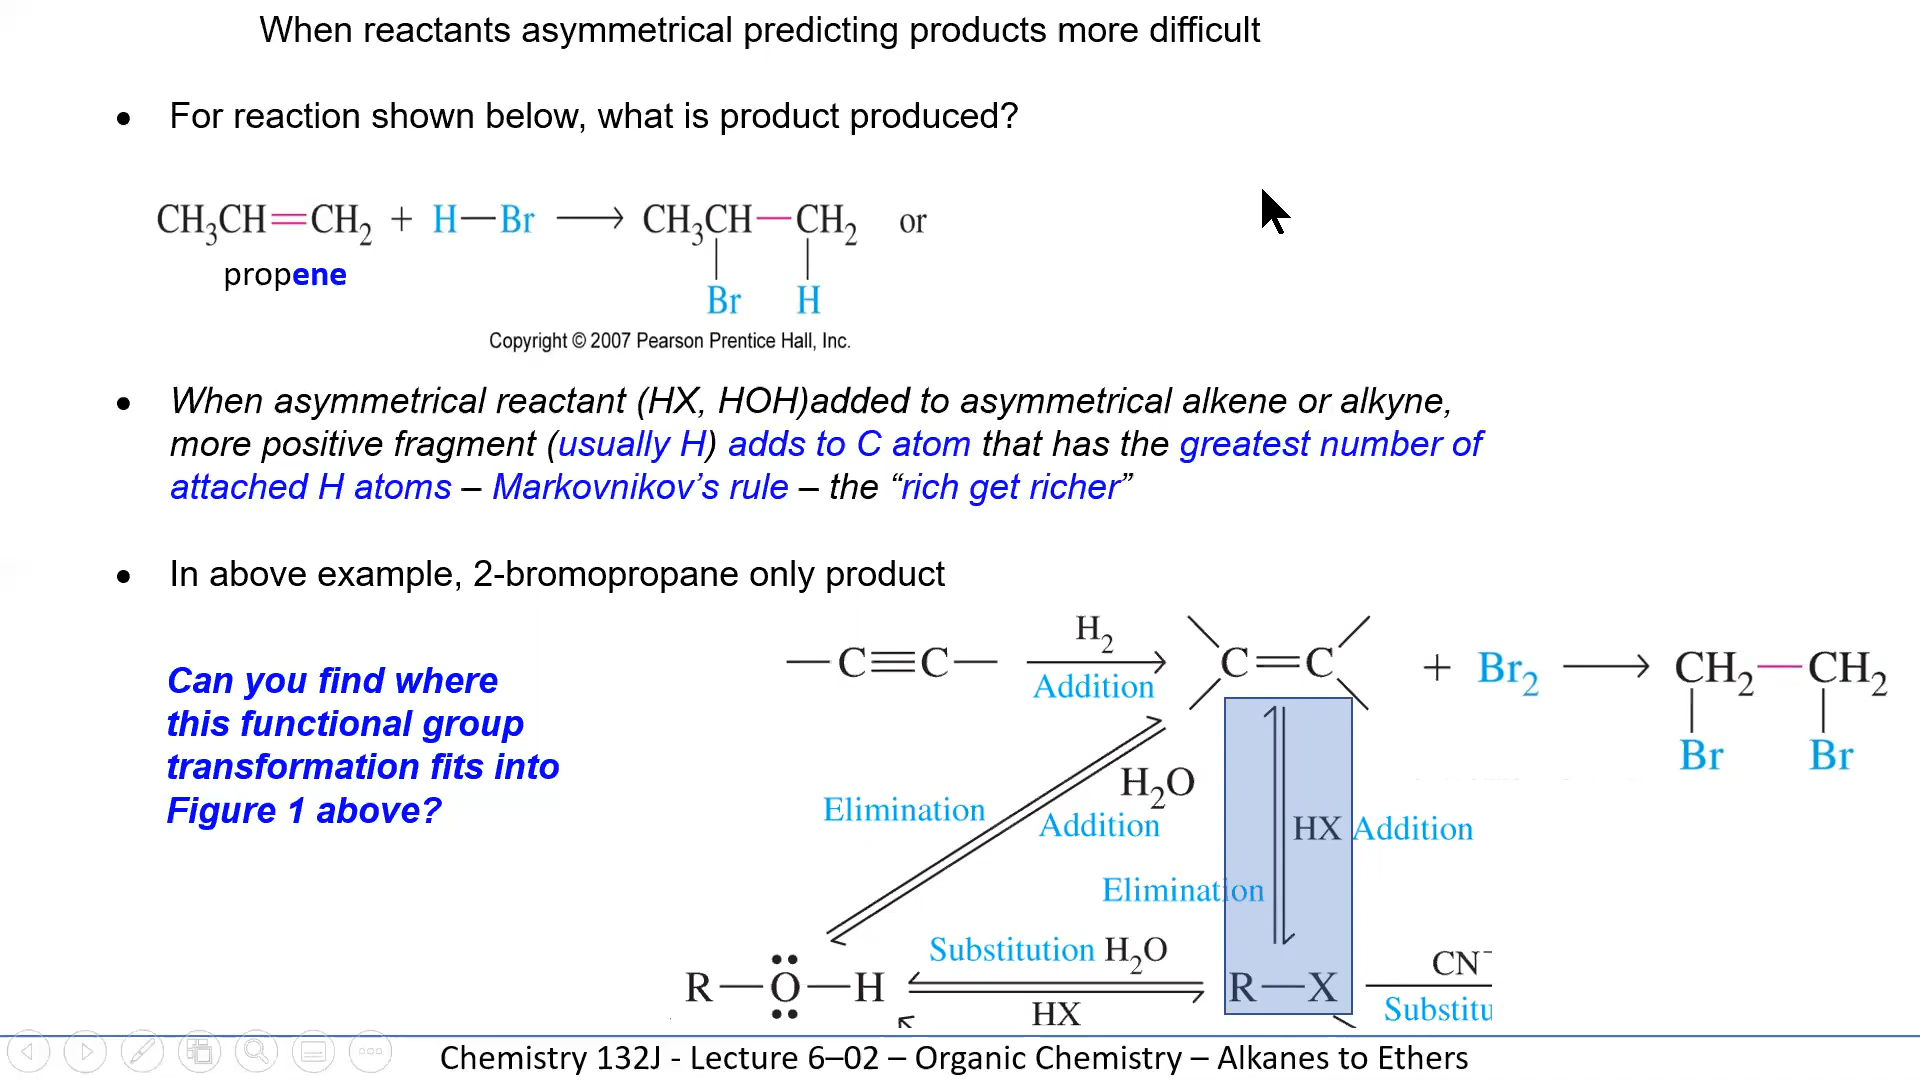 When reactants asymmetrical predicting products more difficult
• For reaction shown below, what is product produced?
CH₃CH=CH₂ + H—Br ⟶ CH₃CH—CH₂ or
propene
Br H
Copyright © 2007 Pearson Prentice Hall, Inc.
• When asymmetrical reactant (HX, HOH)added to asymmetrical alkene or alkyne,
more positive fragment (usually H) adds to C atom that has the greatest number of
attached H atoms – Markovnikov’s rule – the “rich get richer”
• In above example, 2-bromopropane only product
Can you find where
this functional group
transformation fits into
Figure 1 above?
H₂
—C≡C— ⟶ C=C + Br₂ ⟶ CH₂—CH₂
Addition
Br Br
H₂O
Elimination
Addition
HX Addition
Elimination
Substitution H₂O
CN⁻
R—O—H
R—X
HX
Substitu
Chemistry 132J - Lecture 6–02 – Organic Chemistry – Alkanes to Ethers